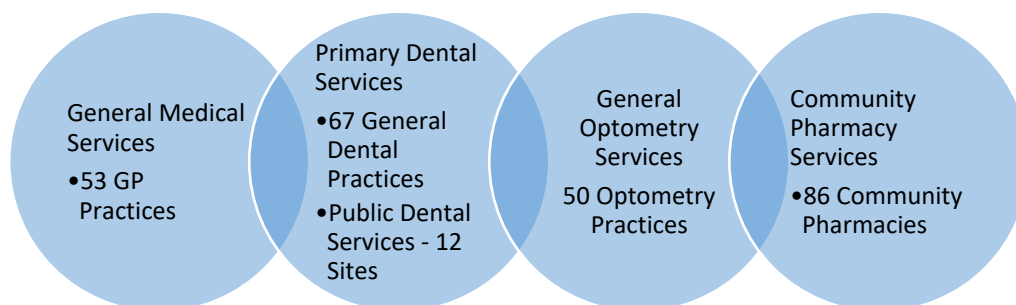 General Medical
Services
•53 GP
Practices
Primary Dental
Services
•67 General
Dental
Practices
•Public Dental
Services - 12
Sites
General
Optometry
Services
50 Optometry
Practices
Community
Pharmacy
Services
•86 Community
Pharmacies